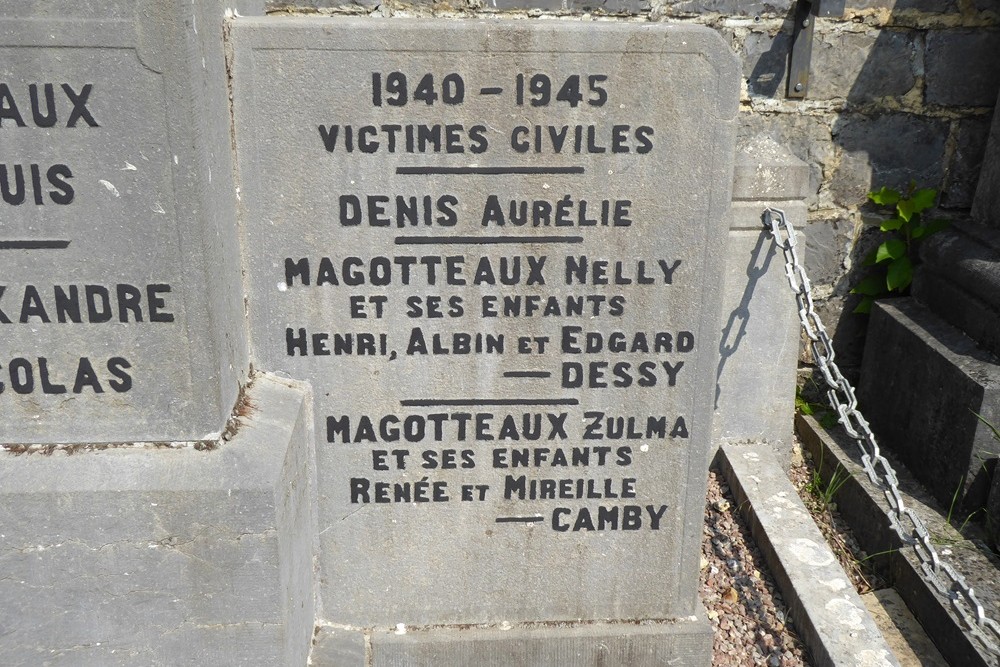 AUX
UIS
XANDRE
COLAS
1940 - 1945
VICTIMES CIVILES
DENIS AURÉLIE
MAGOTTEAUX NELLY
ET SES ENFANTS
HENRI, ALBIN ET EDGARD
— DESSY
MAGOTTEAUX ZULMA
ET SES ENFANTS
RENÉE ET MIREILLE
— CAMBY